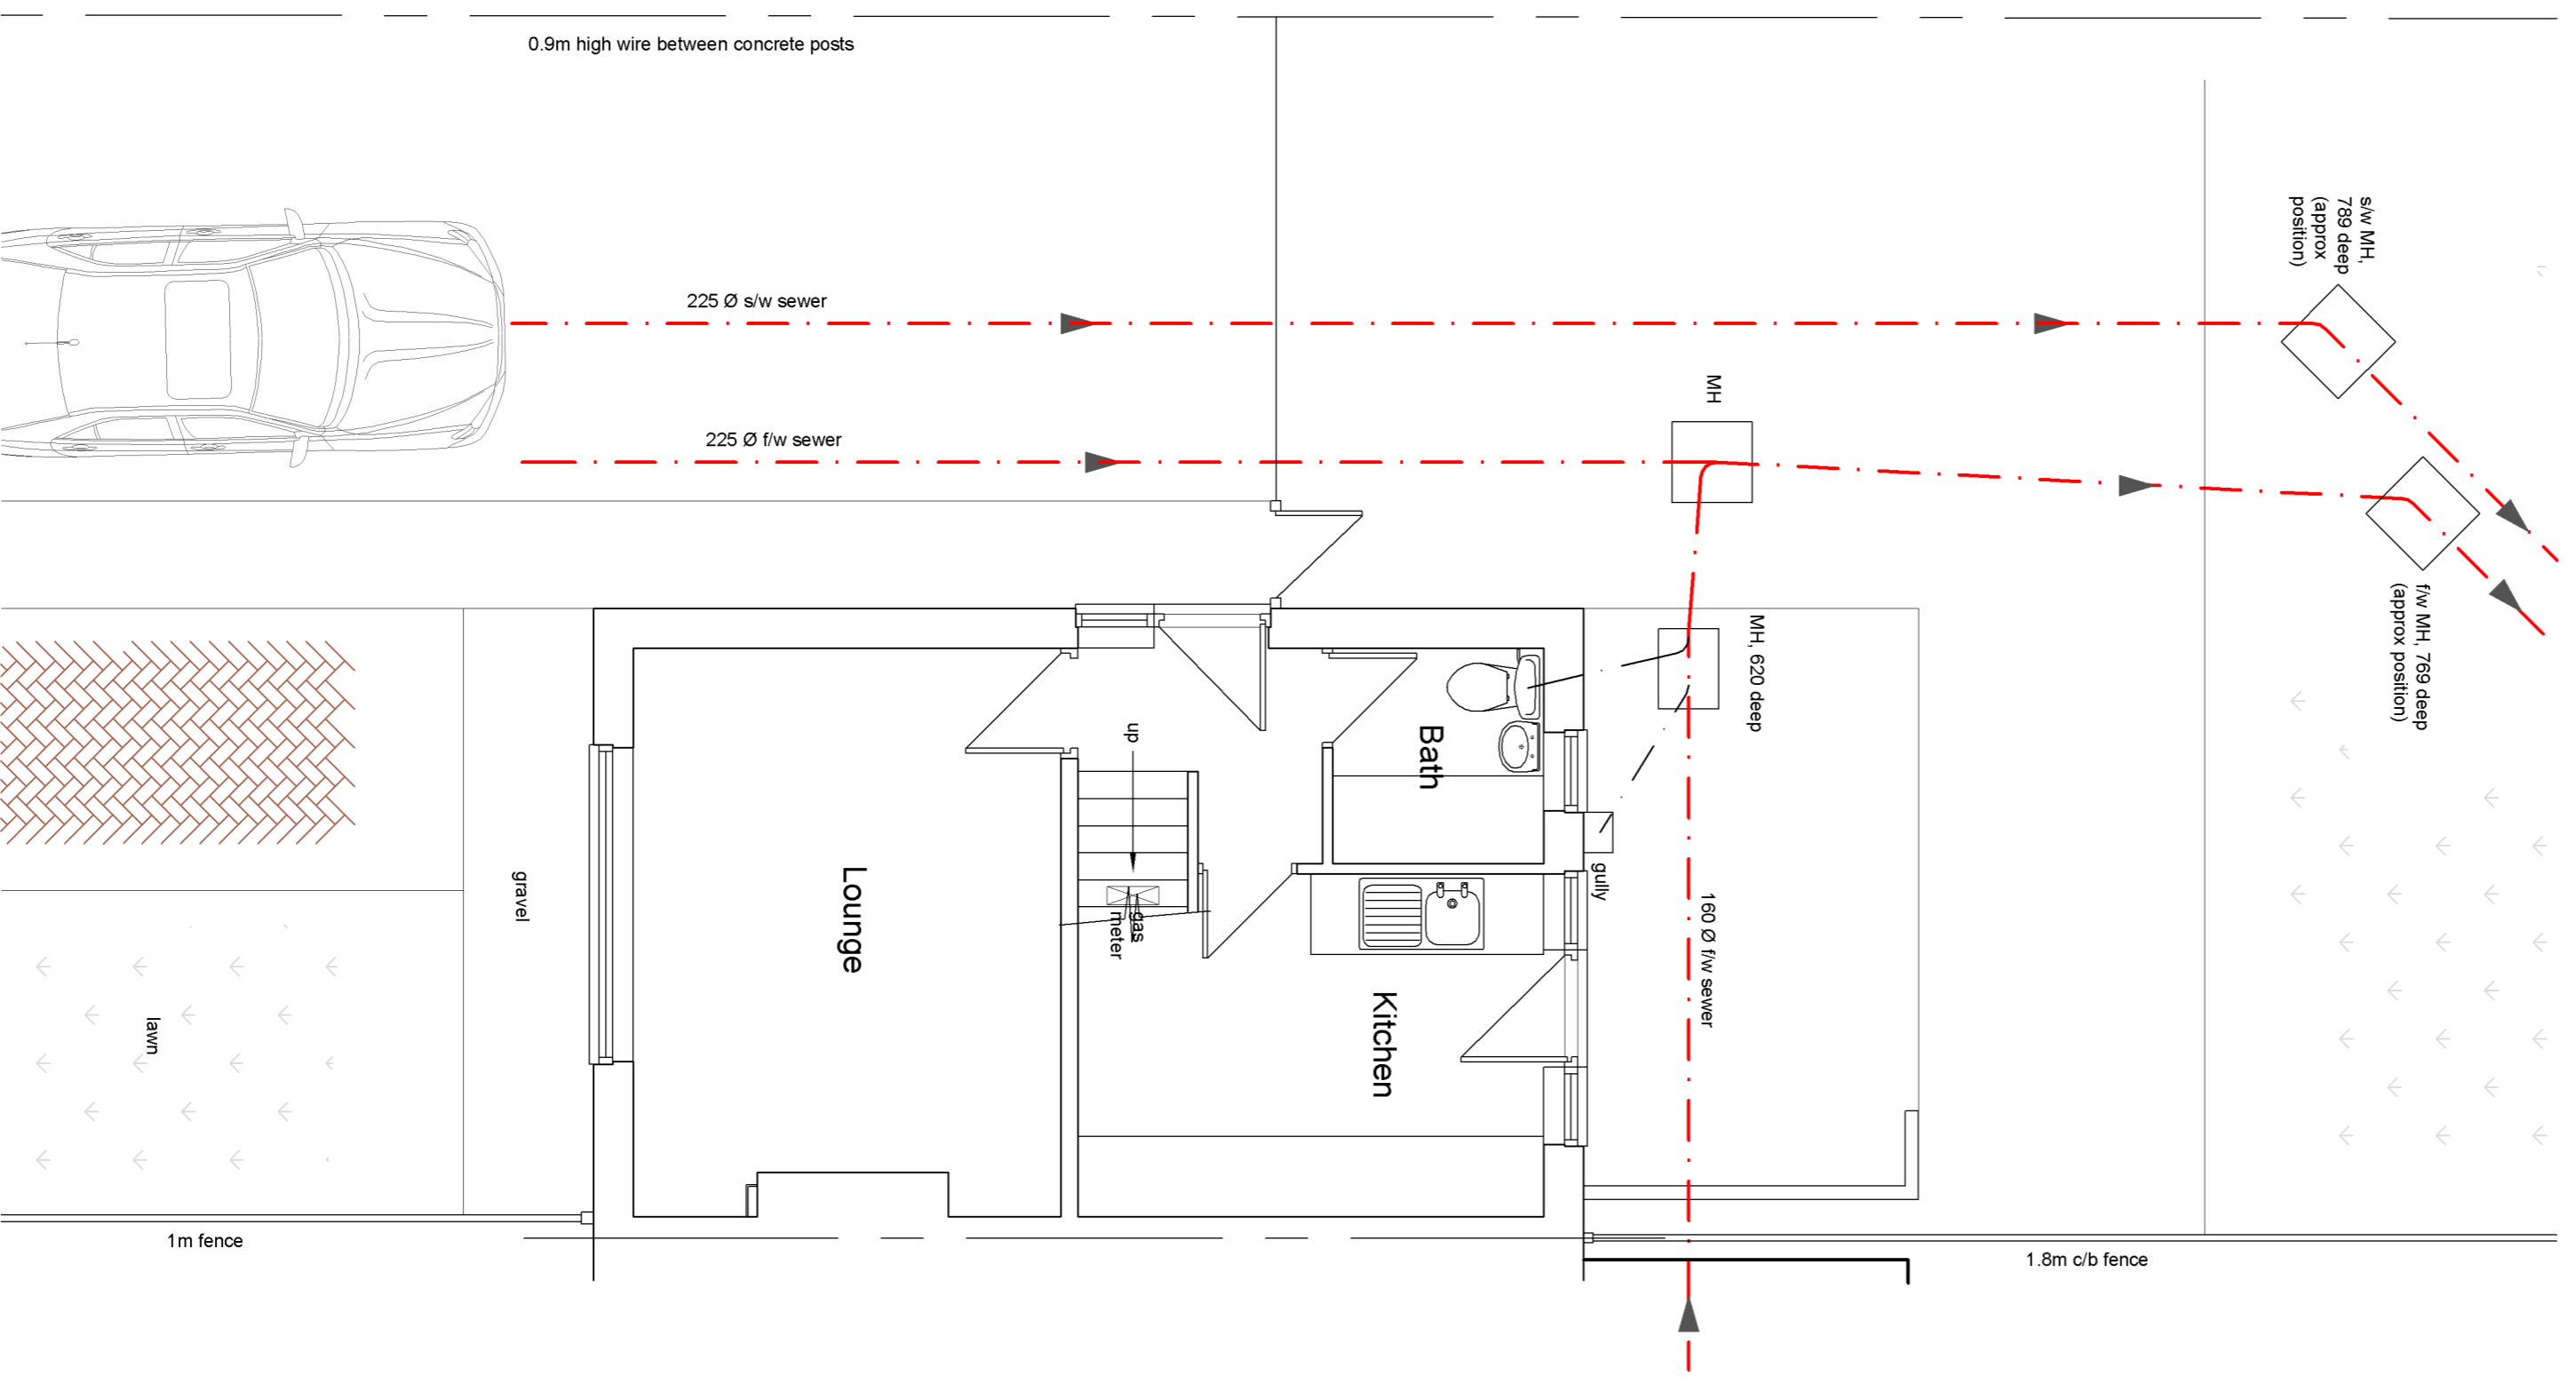 0.9m high wire between concrete posts
225 Ø s/w sewer
225 Ø f/w sewer
s/w MH,
789 deep
(approx
position)
MH
f/w MH, 769 deep
(approx position)
MH, 620 deep
up
Bath
gully
160 Ø f/w sewer
gas
meter
Lounge
Kitchen
gravel
lawn
1m fence
1.8m c/b fence